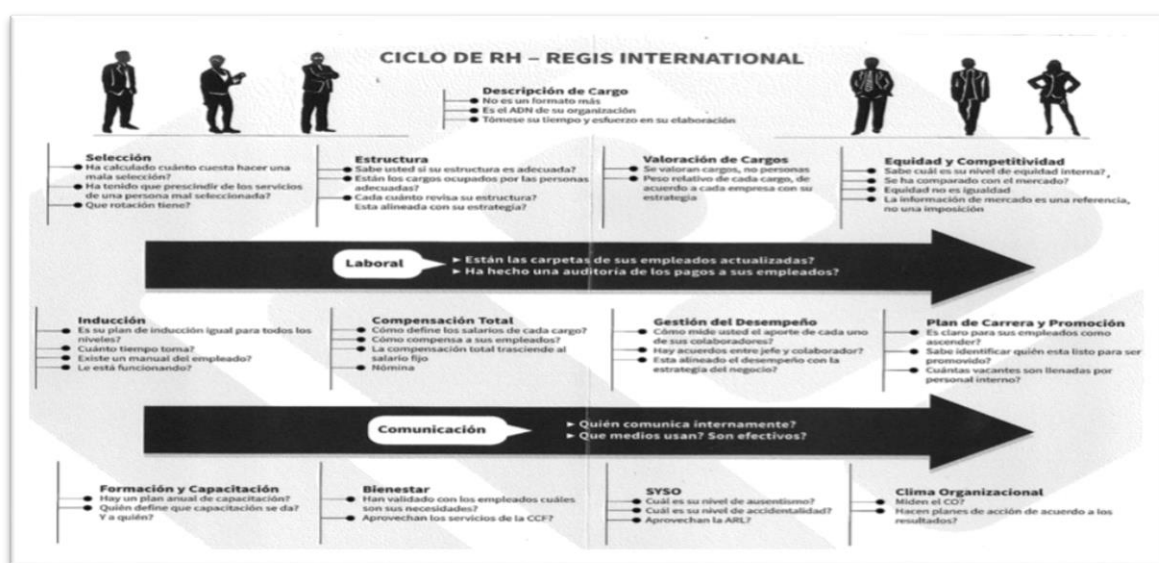 CICLO DE RH – REGIS INTERNATIONAL
Descripción de Cargo
No es un formato más
Es el ADN de su organización
Tómese su tiempo y esfuerzo en su elaboración
Selección
Ha calculado cuánto cuesta hacer una
mala selección?
Ha tenido que prescindir de los servicios
de una persona mal seleccionada?
Que rotación tiene?
Estructura
Sabe usted si su estructura es adecuada?
Están los cargos ocupados por las personas
adecuadas?
Cada cuánto revisa su estructura?
Esta alineada con su estrategia?
Valoración de Cargos
Se valoran cargos, no personas
Peso relativo de cada cargo, de
acuerdo a cada empresa con su
estrategia
Equidad y Competitividad
Sabe cuál es su nivel de equidad interna?,
Se ha comparado con el mercado?
Equidad no es igualdad
La información de mercado es una referencia,
no una imposición
Laboral
► Están las carpetas de sus empleados actualizadas?
► Ha hecho una auditoría de los pagos a sus empleados?
Inducción
Es su plan de inducción igual para todos los
niveles?
Cuánto tiempo toma?
Existe un manual del empleado?
Le está funcionando?
Compensación Total
Cómo define los salarios de cada cargo?
Cómo compensa a sus empleados?
La compensación total trasciende al
salario fijo
Nómina
Gestión del Desempeño
Cómo mide usted el aporte de cada uno
de sus colaboradores?
Hay acuerdos entre jefe y colaborador?
Esta alineado el desempeño con la
estrategia del negocio?
Plan de Carrera y Promoción
Es claro para sus empleados como
ascender?
Sabe identificar quién esta listo para ser
promovido?
Cuántas vacantes son llenadas por
personal interno?
Comunicación
► Quién comunica internamente?
► Que medios usan? Son efectivos?
Formación y Capacitación
Hay un plan anual de capacitación?
Quién define que capacitación se da?
Y a quién?
Bienestar
Han validado con los empleados cuáles
son sus necesidades?
Aprovechan los servicios de la CCF?
SYSO
Cuál es su nivel de ausentismo?
Cuál es su nivel de accidentalidad?
Aprovechan la ARL?
Clima Organizacional
Miden el CO?
Hacen planes de acción de acuerdo a los
resultados?